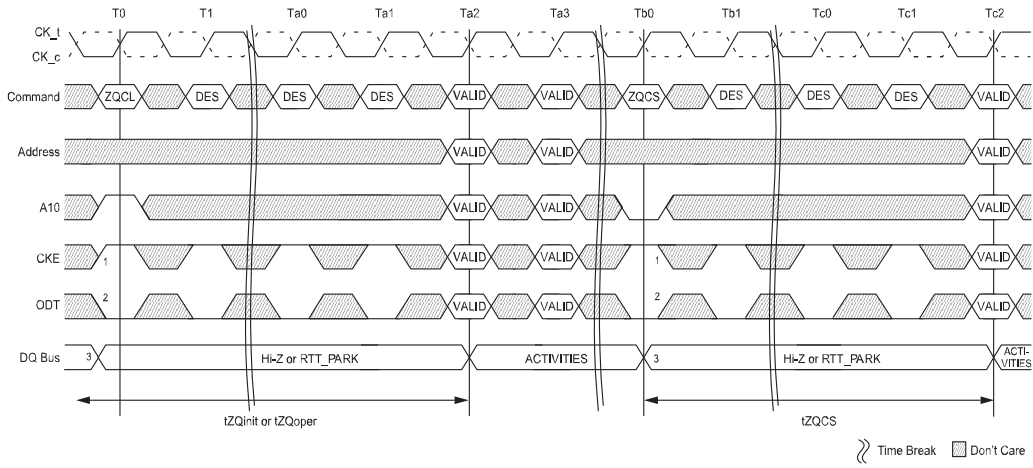 T0 T1 Ta0 Ta1 Ta2 Ta3 Tb0 Tb1 Tc0 Tc1 Tc2
CK_t
CK_c
Command ZQCL DES DES DES VALID VALID ZQCS DES DES DES VALID
Address VALID VALID VALID
A10 VALID VALID VALID
CKE 1 VALID VALID 1 VALID
ODT 2 VALID VALID 2 VALID
DQ Bus 3 Hi-Z or RTT_PARK ACTIVITIES 3 Hi-Z or RTT_PARK ACTI-
VITIES
tZQinit or tZQoper tZQCS
Time Break Don't Care